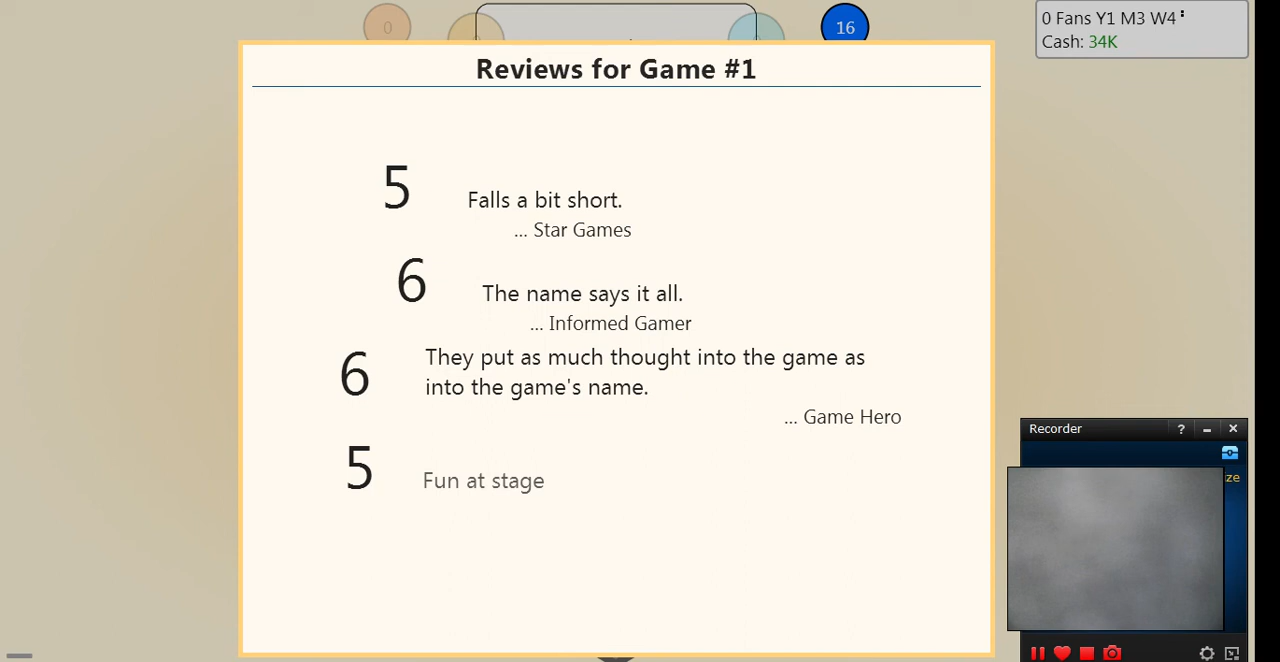 0
16
0 Fans Y1 M3 W4
Cash: 34K
Reviews for Game #1
5
Falls a bit short.
... Star Games
6
The name says it all.
... Informed Gamer
6
They put as much thought into the game as
into the game's name.
... Game Hero
5
Fun at stage
Recorder
?
ize